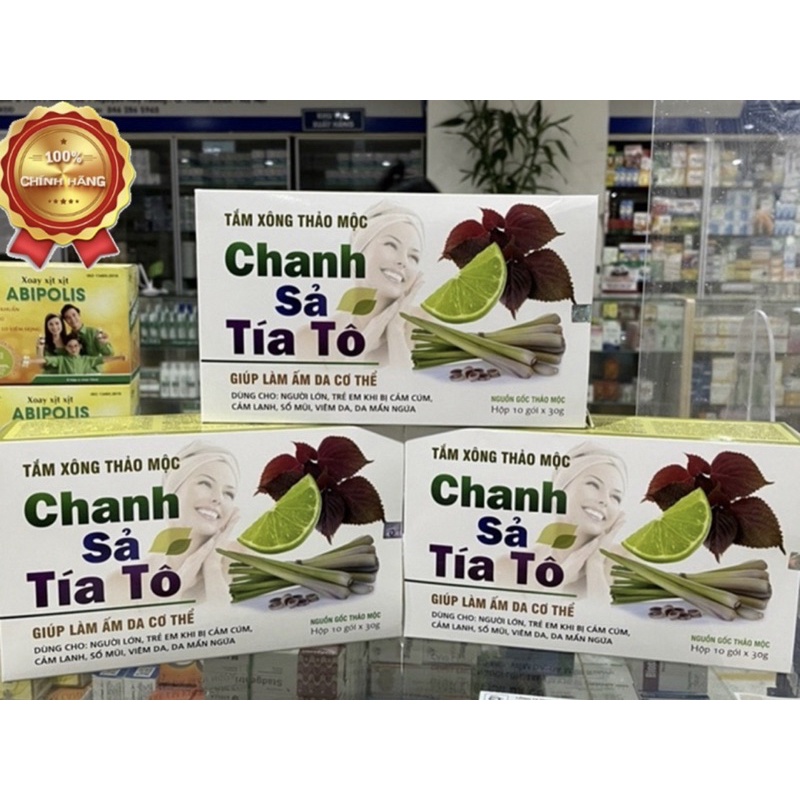 100%
CHÍNH HÃNG
Xoay xịt xịt
ABIPOLIS
Xoay xịt xịt
ABIPOLIS
TẮM XÔNG THẢO MỘC
Chanh
Sả
Tía Tô
GIÚP LÀM ẤM DA CƠ THỂ
DÙNG CHO: NGƯỜI LỚN, TRẺ EM KHI BỊ CẢM CÚM,
CẢM LẠNH, SỔ MŨI, VIÊM DA, DA MẨN NGỨA
NGUỒN GỐC THẢO MỘC
Hộp 10 gói x 30g
TẮM XÔNG THẢO MỘC
Chanh
Sả
Tía Tô
GIÚP LÀM ẤM DA CƠ THỂ
DÙNG CHO: NGƯỜI LỚN, TRẺ EM KHI BỊ CẢM CÚM,
CẢM LẠNH, SỔ MŨI, VIÊM DA, DA MẨN NGỨA
NGUỒN GỐC THẢO MỘC
Hộp 10 gói x 30g
TẮM XÔNG THẢO MỘC
Chanh
Sả
Tía Tô
GIÚP LÀM ẤM DA CƠ THỂ
DÙNG CHO: NGƯỜI LỚN, TRẺ EM KHI BỊ CẢM CÚM,
CẢM LẠNH, SỔ MŨI, VIÊM DA, DA MẨN NGỨA
NGUỒN GỐC THẢO MỘC
Hộp 10 gói x 30g